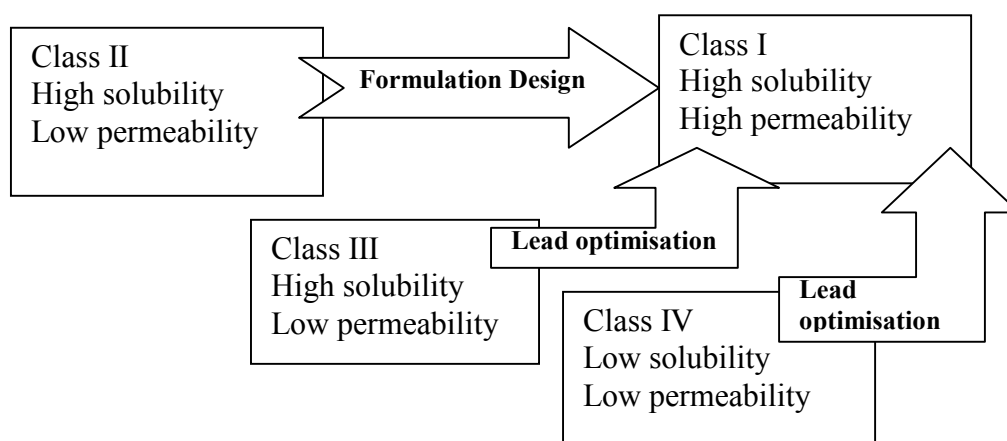 Class II
High solubility
Low permeability
Formulation Design
Class I
High solubility
High permeability
Class III
High solubility
Low permeability
Lead optimisation
Class IV
Low solubility
Low permeability
Lead
optimisation